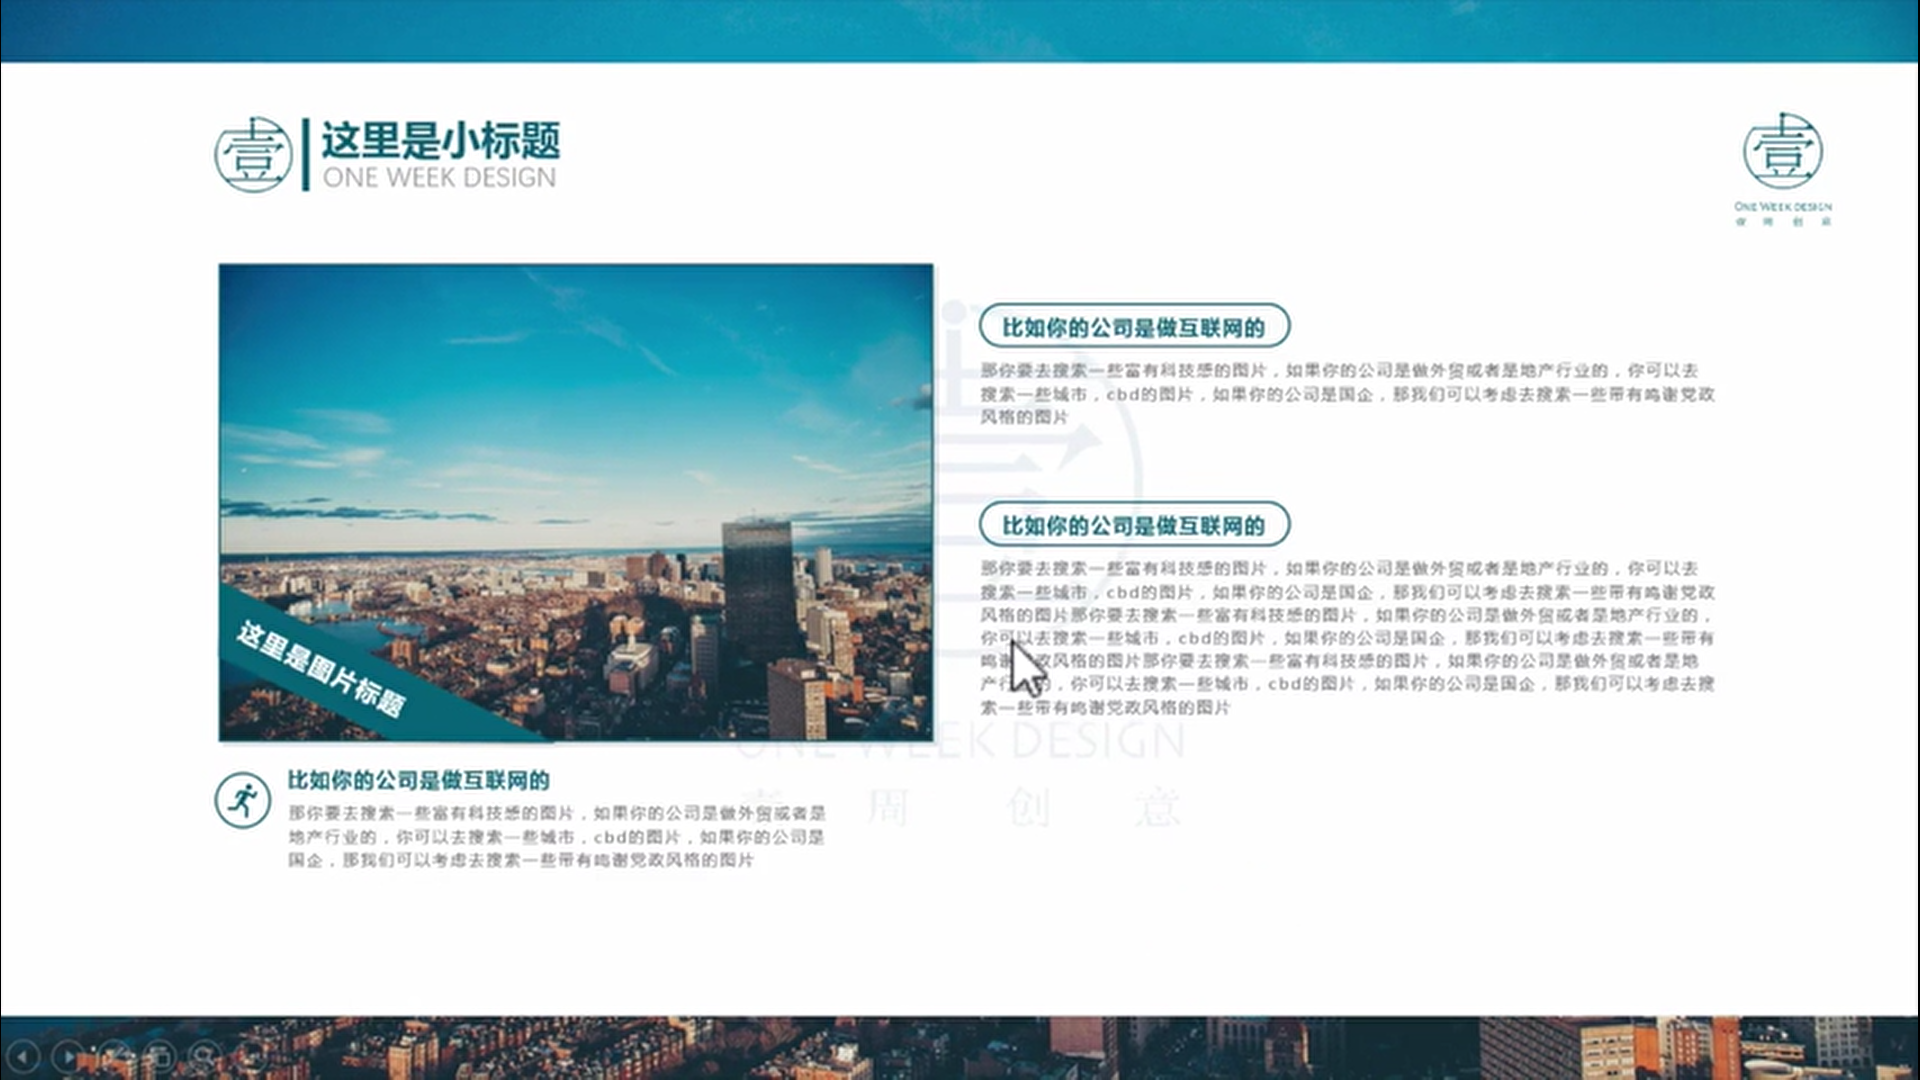 壹
这里是小标题
ONE WEEK DESIGN
壹
ONE WEEK DESIGN
壹 周 创 意
这里是图片标题
比如你的公司是做互联网的
那你要去搜索一些富有科技感的图片，如果你的公司是做外贸或者是
地产行业的，你可以去搜索一些城市，cbd的图片，如果你的公司是
国企，那我们可以考虑去搜索一些带有鸣谢党政风格的图片
比如你的公司是做互联网的
那你要去搜索一些富有科技感的图片，如果你的公司是做外贸或者是地产行业的，你可以去
搜索一些城市，cbd的图片，如果你的公司是国企，那我们可以考虑去搜索一些带有鸣谢党政
风格的图片
比如你的公司是做互联网的
那你要去搜索一些富有科技感的图片，如果你的公司是做外贸或者是地产行业的，你可以去
搜索一些城市，cbd的图片，如果你的公司是国企，那我们可以考虑去搜索一些带有鸣谢党政
风格的图片那你要去搜索一些富有科技感的图片，如果你的公司是做外贸或者是地产行业的，
你可以去搜索一些城市，cbd的图片，如果你的公司是国企，那我们可以考虑去搜索一些带有
鸣谢政风格的图片那你要去搜索一些富有科技感的图片，如果你的公司是做外贸或者是地
产行的，你可以去搜索一些城市，cbd的图片，如果你的公司是国企，那我们可以考虑去搜
索一些带有鸣谢党政风格的图片
ONE WEEK DESIGN
壹 周 创 意